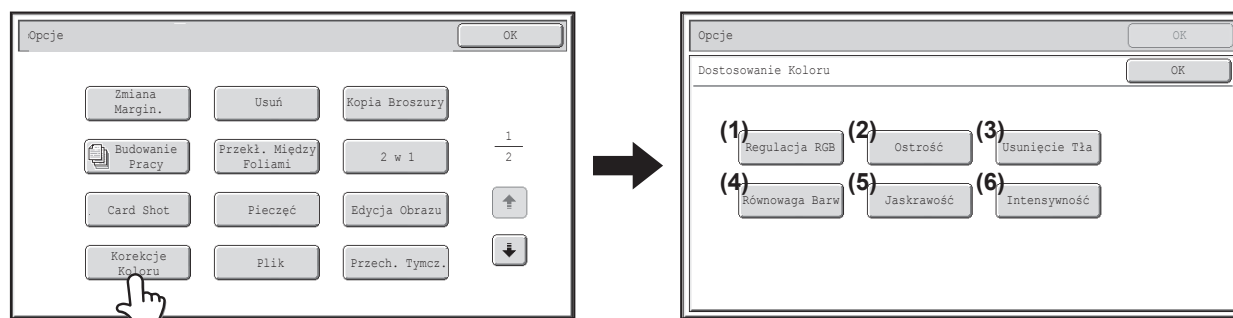 Opcje
OK
Zmiana
Margin.
Usuń
Kopia Broszury
Budowanie
Pracy
Przekł. Między
Foliami
2 w 1
1
2
Card Shot
Pieczęć
Edycja Obrazu
Korekcje
Koloru
Plik
Przech. Tymcz.
Opcje
OK
Dostosowanie Koloru
OK
(1)
Regulacja RGB
(2)
Ostrość
(3)
Usunięcie Tła
(4)
Równowaga Barw
(5)
Jaskrawość
(6)
Intensywność